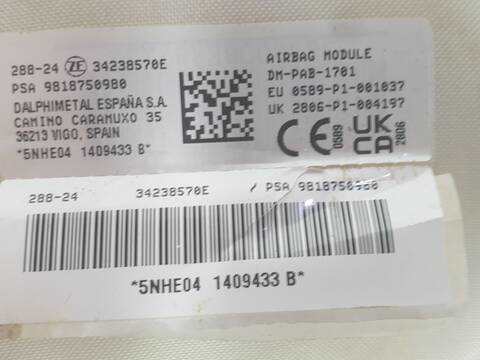 288-24 ZF 34238570E
PSA 9818750980
DALPHIMETAL ESPAÑA S.A.
CAMINO CARAMUXO 35
36213 VIGO, SPAIN
*5NHE04 1409433 B*
AIRBAG MODULE
DM-PAB-1701
EU 0589-P1-001037
UK 2806-P1-004197
CE 0589
UK CA 2806
288-24 34238570E PSA 9818750980
*5NHE04 1409433 B*